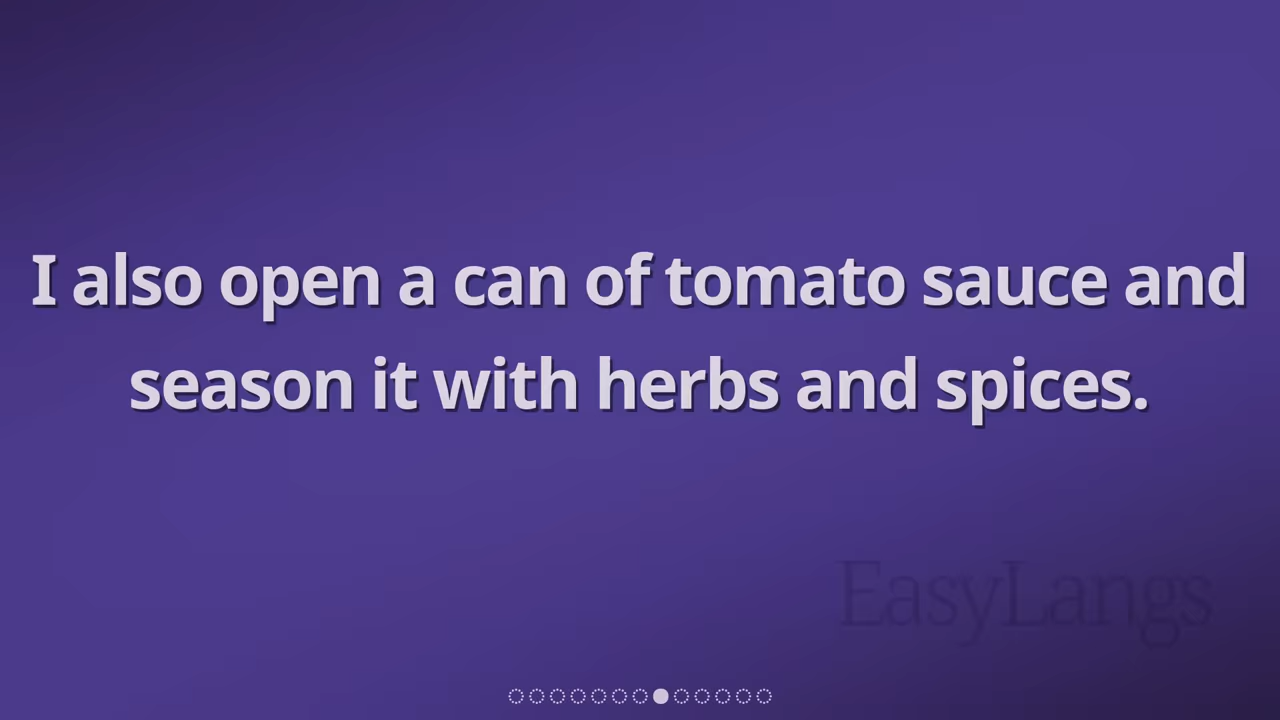 I also open a can of tomato sauce and
season it with herbs and spices.
EasyLangs